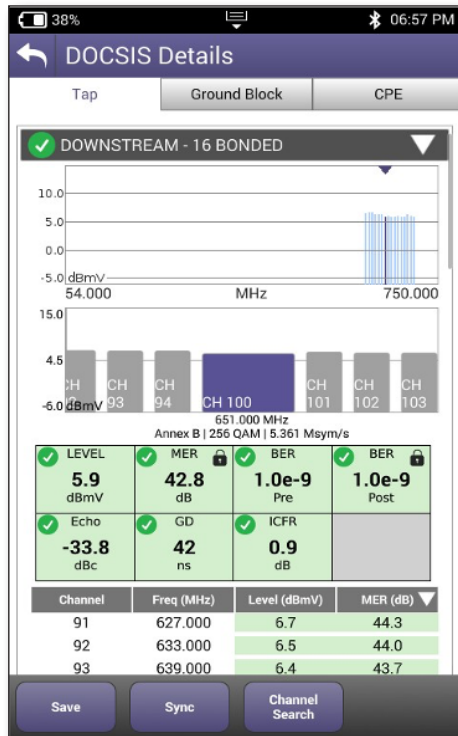 38%
06:57 PM
DOCSIS Details
Tap Ground Block CPE
DOWNSTREAM - 16 BONDED
10.0
5.0
0.0
-5.0 dBmV
54.000 MHz 750.000
15.0
4.5
-6.0 dBmV
CH 93
CH 94
CH 100
CH 101
CH 102
CH 103
651.000 MHz
Annex B | 256 QAM | 5.361 Msym/s
LEVEL MER BER BER
5.9 42.8 1.0e-9 1.0e-9
dBmV dB Pre Post
Echo GD ICFR
-33.8 42 0.9
dBc ns dB
Channel Freq (MHz) Level (dBmV) MER (dB)
91 627.000 6.7 44.3
92 633.000 6.5 44.0
93 639.000 6.4 43.7
Save Sync Channel
Search